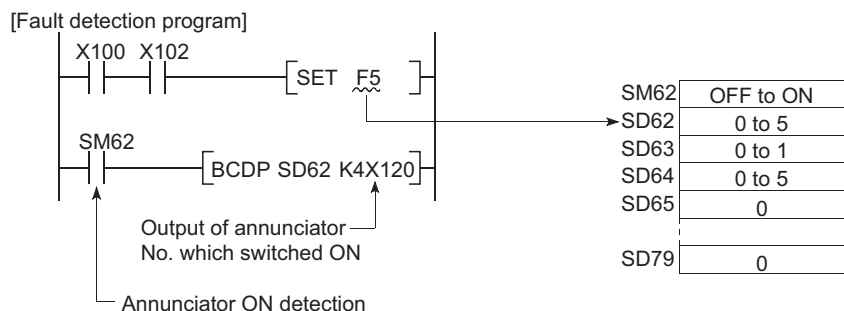 [Fault detection program]
X100 X102
SET F5
SM62
BCDP SD62 K4X120
Output of annunciator
No. which switched ON
Annunciator ON detection
SM62 OFF to ON
SD62 0 to 5
SD63 0 to 1
SD64 0 to 5
SD65 0
SD79 0